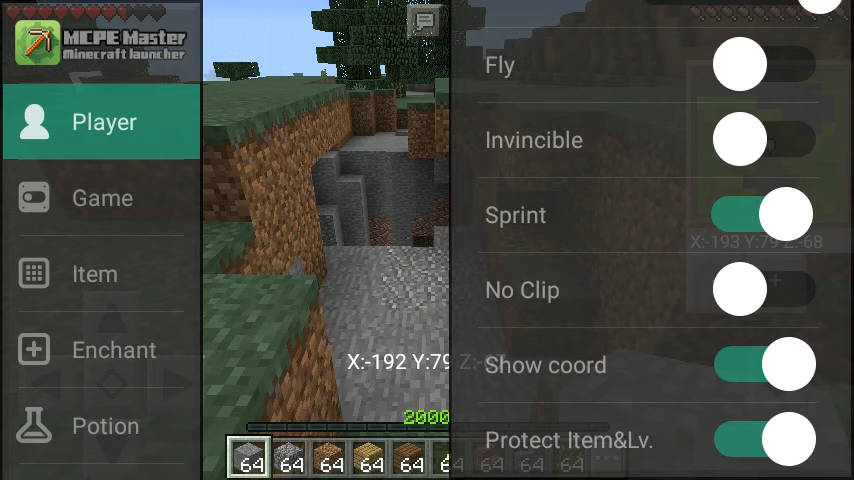 MCPE Master
Minecraft launcher
Player
Game
Item
Enchant
Potion
Fly
Invincible
Sprint
X:-193 Y:79 Z:-68
No Clip
X:-192 Y:79 Z:-
Show coord
2000
Protect Item&Lv.
64 64 64 64 64 64 64 64 64